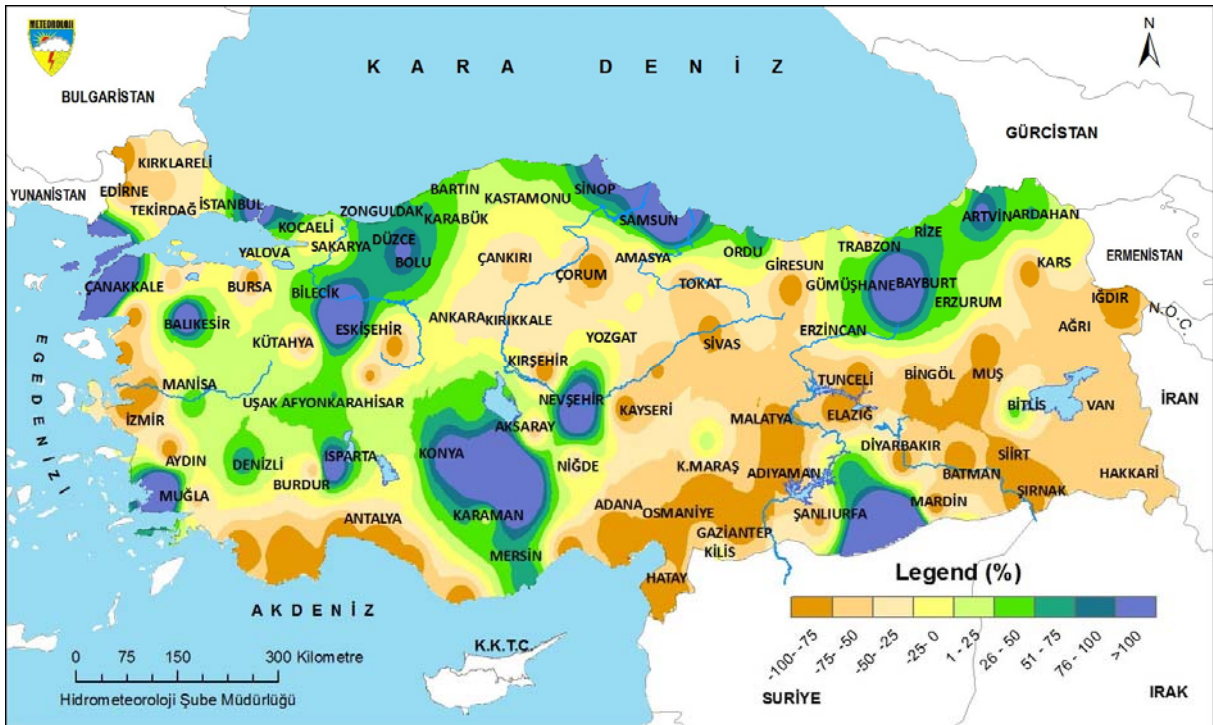 METEOROLOJİ
N
K A R A D E N İ Z
BULGARİSTAN
GÜRCİSTAN
KIRKLARELİ
YUNANİSTAN
EDİRNE
TEKİRDAĞ
İSTANBUL
KOCAELİ
YALOVA
SAKARYA
ZONGULDAK
BARTIN
KARABÜK
KASTAMONU
SİNOP
SAMSUN
DÜZCE
BOLU
ÇANKIRI
ÇORUM
AMASYA
ORDU
TOKAT
GİRESUN
TRABZON
RİZE
ARTVİN
ARDAHAN
ERMENİSTAN
KARS
GÜMÜŞHANE
BAYBURT
ERZURUM
IĞDIR
N.Ö.C.
AĞRI
ÇANAKKALE
BURSA
BİLECİK
BALIKESİR
ESKİŞEHİR
ANKARA
KIRIKKALE
KÜTAHYA
YOZGAT
SİVAS
ERZİNCAN
KIRŞEHİR
TUNCELİ
BİNGÖL
MUŞ
İRAN
MANİSA
UŞAK
AFYONKARAHİSAR
NEVŞEHİR
KAYSERİ
AKSARAY
MALATYA
ELAZIĞ
BİTLİS
VAN
İZMİR
KONYA
NİĞDE
DİYARBAKIR
AYDIN
DENİZLİ
ISPARTA
BURDUR
K.MARAŞ
ADIYAMAN
BATMAN
SİİRT
HAKKARİ
MUĞLA
ANTALYA
KARAMAN
ADANA
OSMANİYE
ŞANLIURFA
MARDİN
ŞIRNAK
GAZİANTEP
KİLİS
MERSİN
HATAY
E G E D E N İ Z İ
A K D E N İ Z
K.K.T.C.
Legend (%)
-100--75
-75--50
-50--25
-25-0
1 - 25
26 - 50
51 - 75
76 - 100
>100
0 75 150 300 Kilometre
Hidrometeoroloji Şube Müdürlüğü
SURİYE
IRAK